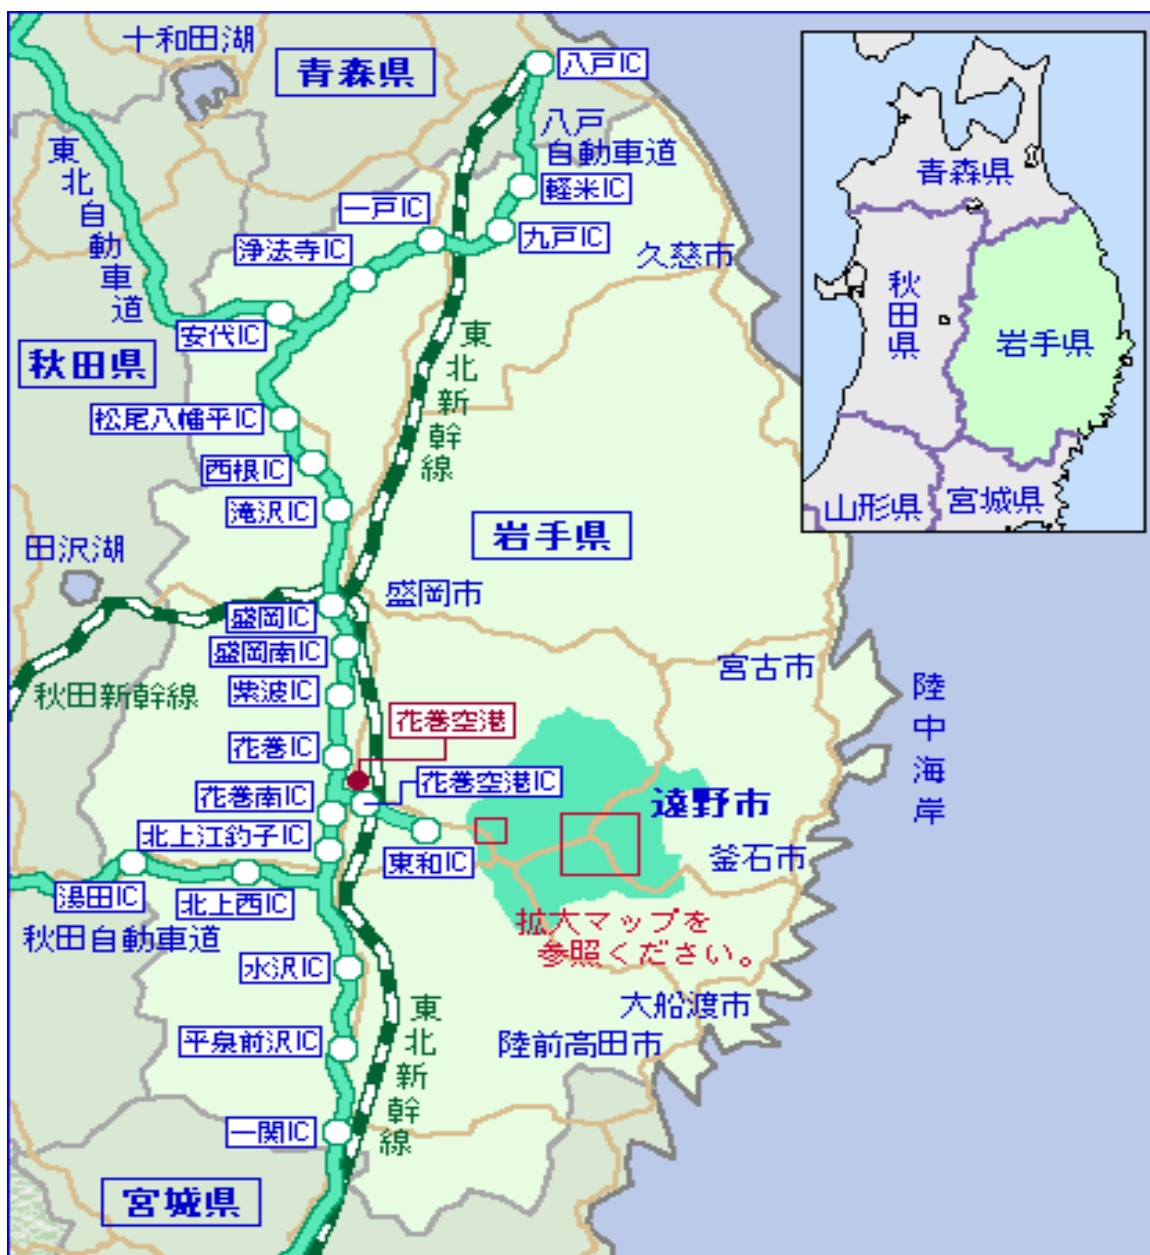 十和田湖
青森県
八戸IC
八戸
自動車道
東北自動車道
軽米IC
一戸IC
九戸IC
浄法寺IC
久慈市
安代IC
秋田県
東北新幹線
松尾八幡平IC
西根IC
滝沢IC
岩手県
田沢湖
盛岡市
盛岡IC
盛岡南IC
宮古市
紫波IC
秋田新幹線
陸中海岸
花巻空港
花巻IC
花巻空港IC
花巻南IC
遠野市
北上江釣子IC
東和IC
釜石市
湯田IC
北上西IC
拡大マップを
参照ください。
秋田自動車道
水沢IC
大船渡市
東北新幹線
平泉前沢IC
陸前高田市
一関IC
宮城県
青森県
秋田県
岩手県
山形県
宮城県